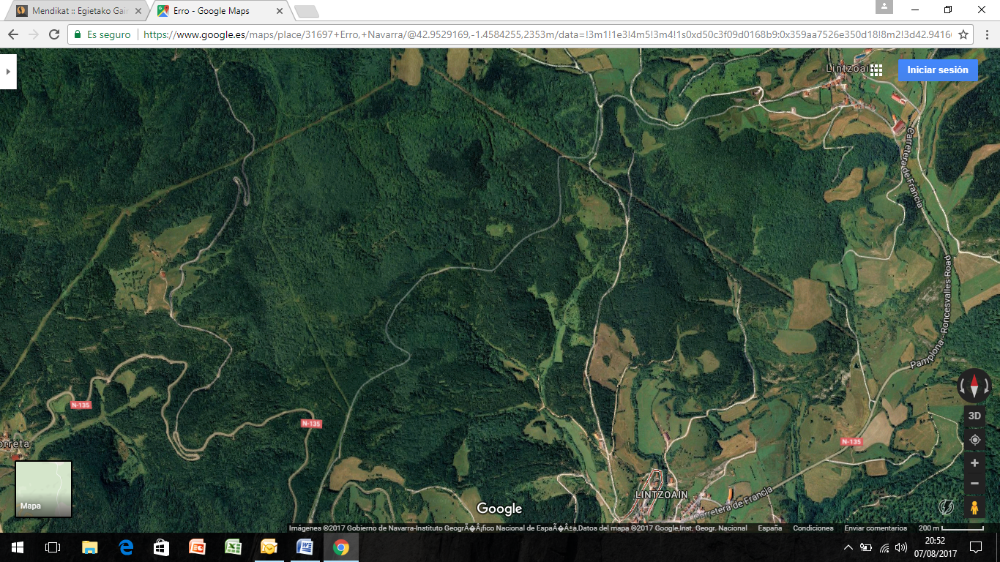 Mendikat :: Egietako Gain
Erro - Google Maps
Es seguro
https://www.google.es/maps/place/31697+Erro,+Navarra/@42.9529169,-1.4584255,2353m/data=!3m1!1e3!4m5!3m4!1s0xd50c3f09d0168b9:0x359aa7526e350d18!8m2!3d42.9416
Lintzoain
Iniciar sesión
Carretera de Francia
Pamplona - Roncesvalles Road
N-135
N-135
N-135
orreta
3D
Mapa
LINTZOAIN
Carretera de Francia
Google
Imágenes ©2017 Gobierno de Navarra-Instituto GeogrÃ�Â¡fico Nacional de EspaÃ�Â±a,Datos del mapa ©2017 Google,Inst. Geogr. Nacional España Condiciones Enviar comentarios 200 m
20:52
07/08/2017